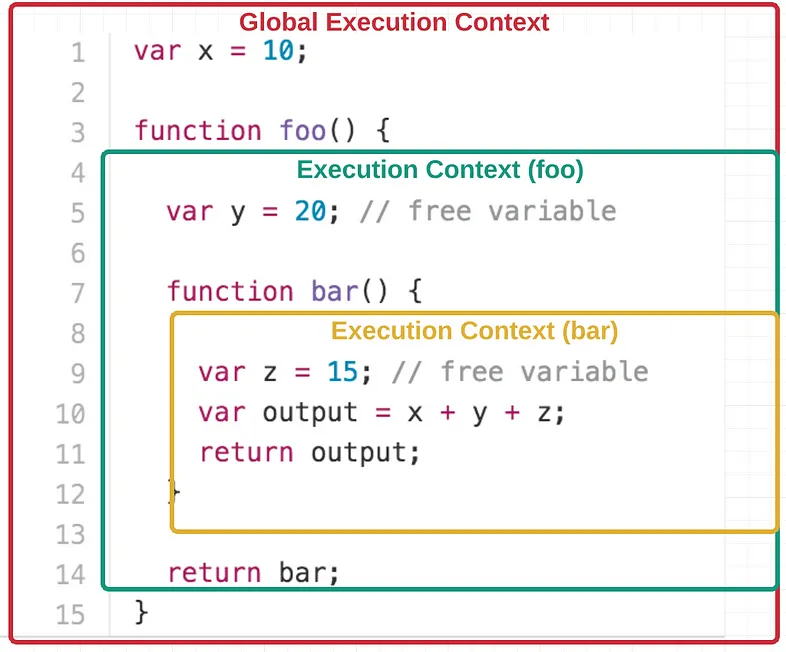 Global Execution Context
1 var x = 10;
2
3 function foo() {
4 Execution Context (foo)
5 var y = 20; // free variable
6
7 function bar() {
8 Execution Context (bar)
9 var z = 15; // free variable
10 var output = x + y + z;
11 return output;
12 }
13
14 return bar;
15 }